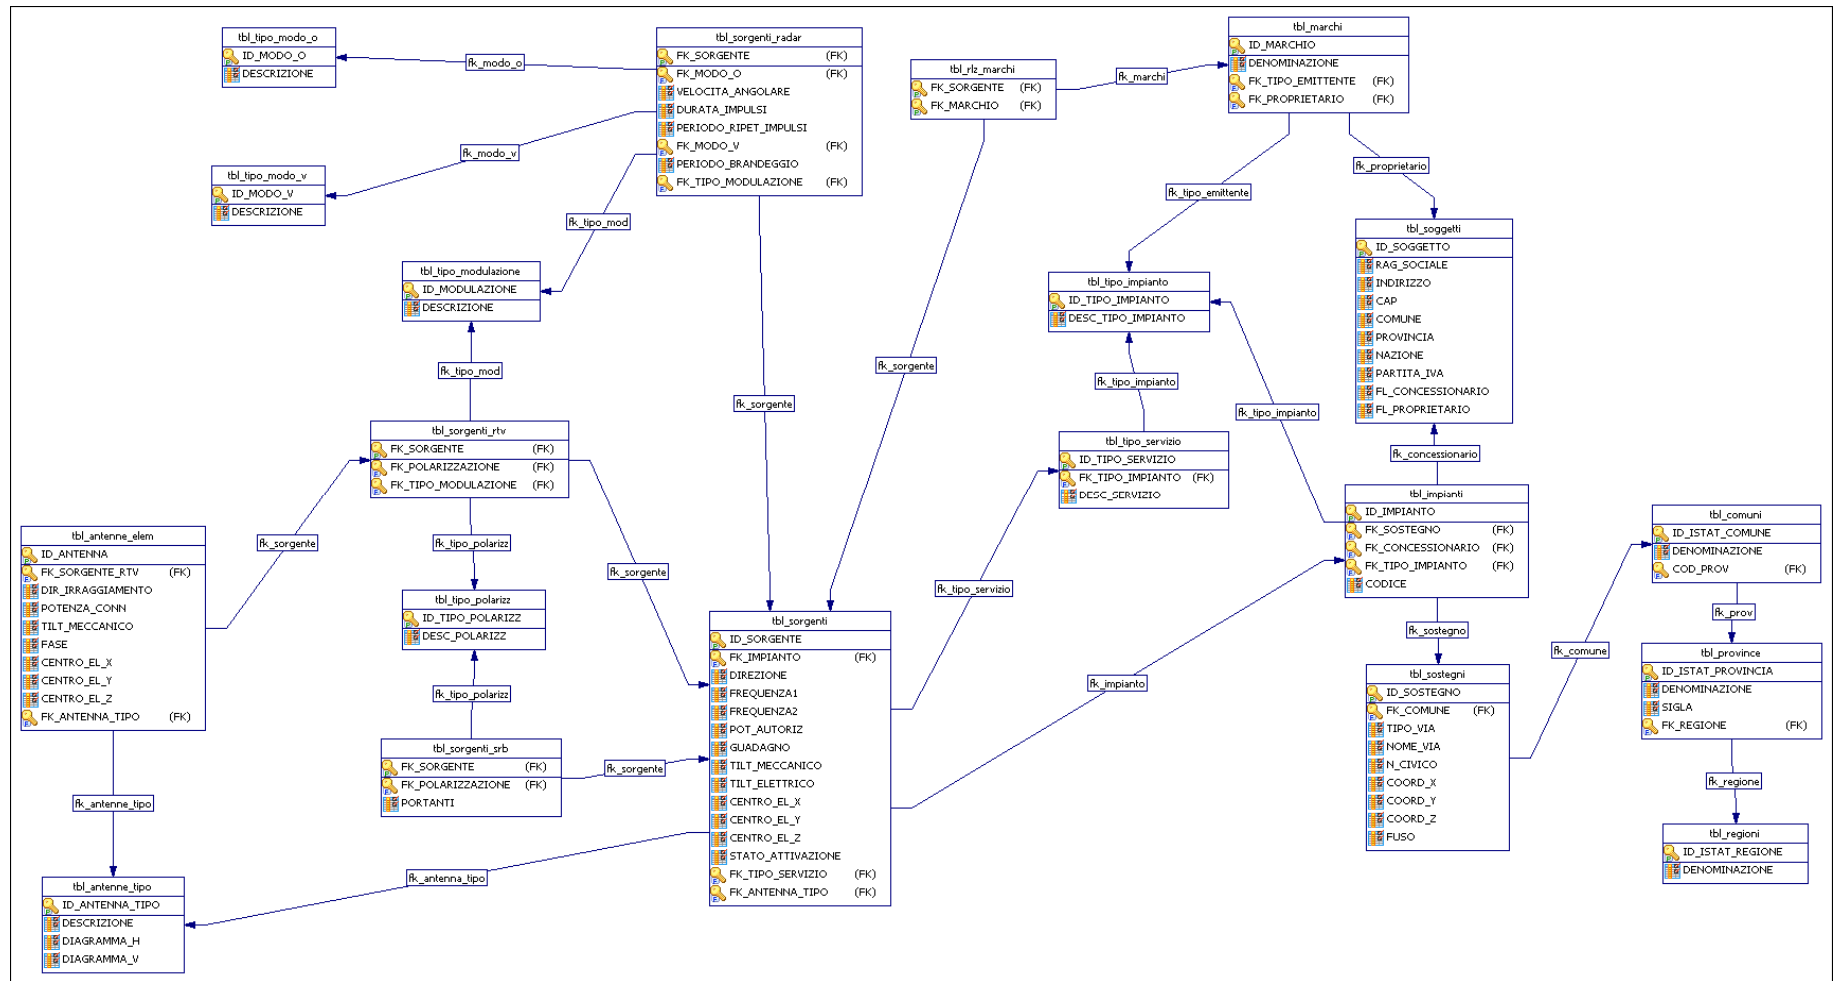 tbl_tipo_modo_o
ID_MODO_O
DESCRIZIONE
fk_modo_o
tbl_sorgenti_radar
FK_SORGENTE (FK)
FK_MODO_O (FK)
VELOCITA_ANGOLARE
DURATA_IMPULSI
PERIODO_RIPET_IMPULSI
FK_MODO_V (FK)
PERIODO_BRANDEGGIO
FK_TIPO_MODULAZIONE (FK)
tbl_rlz_marchi
FK_SORGENTE (FK)
FK_MARCHIO (FK)
fk_marchi
tbl_marchi
ID_MARCHIO
DENOMINAZIONE
FK_TIPO_EMITTENTE (FK)
FK_PROPRIETARIO (FK)
fk_modo_v
tbl_tipo_modo_v
ID_MODO_V
DESCRIZIONE
fk_tipo_mod
fk_proprietario
fk_tipo_emittente
tbl_soggetti
ID_SOGGETTO
RAG_SOCIALE
INDIRIZZO
CAP
COMUNE
PROVINCIA
NAZIONE
PARTITA_IVA
FL_CONCESSIONARIO
FL_PROPRIETARIO
tbl_tipo_modulazione
ID_MODULAZIONE
DESCRIZIONE
tbl_tipo_impianto
ID_TIPO_IMPIANTO
DESC_TIPO_IMPIANTO
fk_tipo_mod
fk_sorgente
fk_sorgente
fk_tipo_impianto
fk_tipo_impianto
tbl_sorgenti_rtv
FK_SORGENTE (FK)
FK_POLARIZZAZIONE (FK)
FK_TIPO_MODULAZIONE (FK)
tbl_tipo_servizio
ID_TIPO_SERVIZIO
FK_TIPO_IMPIANTO (FK)
DESC_SERVIZIO
fk_concessionario
tbl_impianti
ID_IMPIANTO
FK_SOSTEGNO (FK)
FK_CONCESSIONARIO (FK)
FK_TIPO_IMPIANTO (FK)
CODICE
tbl_comuni
ID_ISTAT_COMUNE
DENOMINAZIONE
COD_PROV (FK)
tbl_antenne_elem
ID_ANTENNA
FK_SORGENTE_RTV (FK)
DIR_IRRAGGIAMENTO
POTENZA_CONN
TILT_MECCANICO
FASE
CENTRO_EL_X
CENTRO_EL_Y
CENTRO_EL_Z
FK_ANTENNA_TIPO (FK)
fk_sorgente
fk_tipo_polarizz
fk_sorgente
fk_tipo_servizio
tbl_tipo_polarizz
ID_TIPO_POLARIZZ
DESC_POLARIZZ
fk_tipo_polarizz
tbl_sorgenti
ID_SORGENTE
FK_IMPIANTO (FK)
DIREZIONE
FREQUENZA1
FREQUENZA2
POT_AUTORIZ
GUADAGNO
TILT_MECCANICO
TILT_ELETTRICO
CENTRO_EL_X
CENTRO_EL_Y
CENTRO_EL_Z
STATO_ATTIVAZIONE
FK_TIPO_SERVIZIO (FK)
FK_ANTENNA_TIPO (FK)
fk_impianto
fk_sostegno
fk_comune
fk_prov
tbl_province
ID_ISTAT_PROVINCIA
DENOMINAZIONE
SIGLA
FK_REGIONE (FK)
tbl_sostegni
ID_SOSTEGNO
FK_COMUNE (FK)
TIPO_VIA
NOME_VIA
N_CIVICO
COORD_X
COORD_Y
COORD_Z
FUSO
tbl_sorgenti_srb
FK_SORGENTE (FK)
FK_POLARIZZAZIONE (FK)
PORTANTI
fk_sorgente
fk_regione
tbl_regioni
ID_ISTAT_REGIONE
DENOMINAZIONE
fk_antenne_tipo
fk_antenna_tipo
tbl_antenne_tipo
ID_ANTENNA_TIPO
DESCRIZIONE
DIAGRAMMA_H
DIAGRAMMA_V